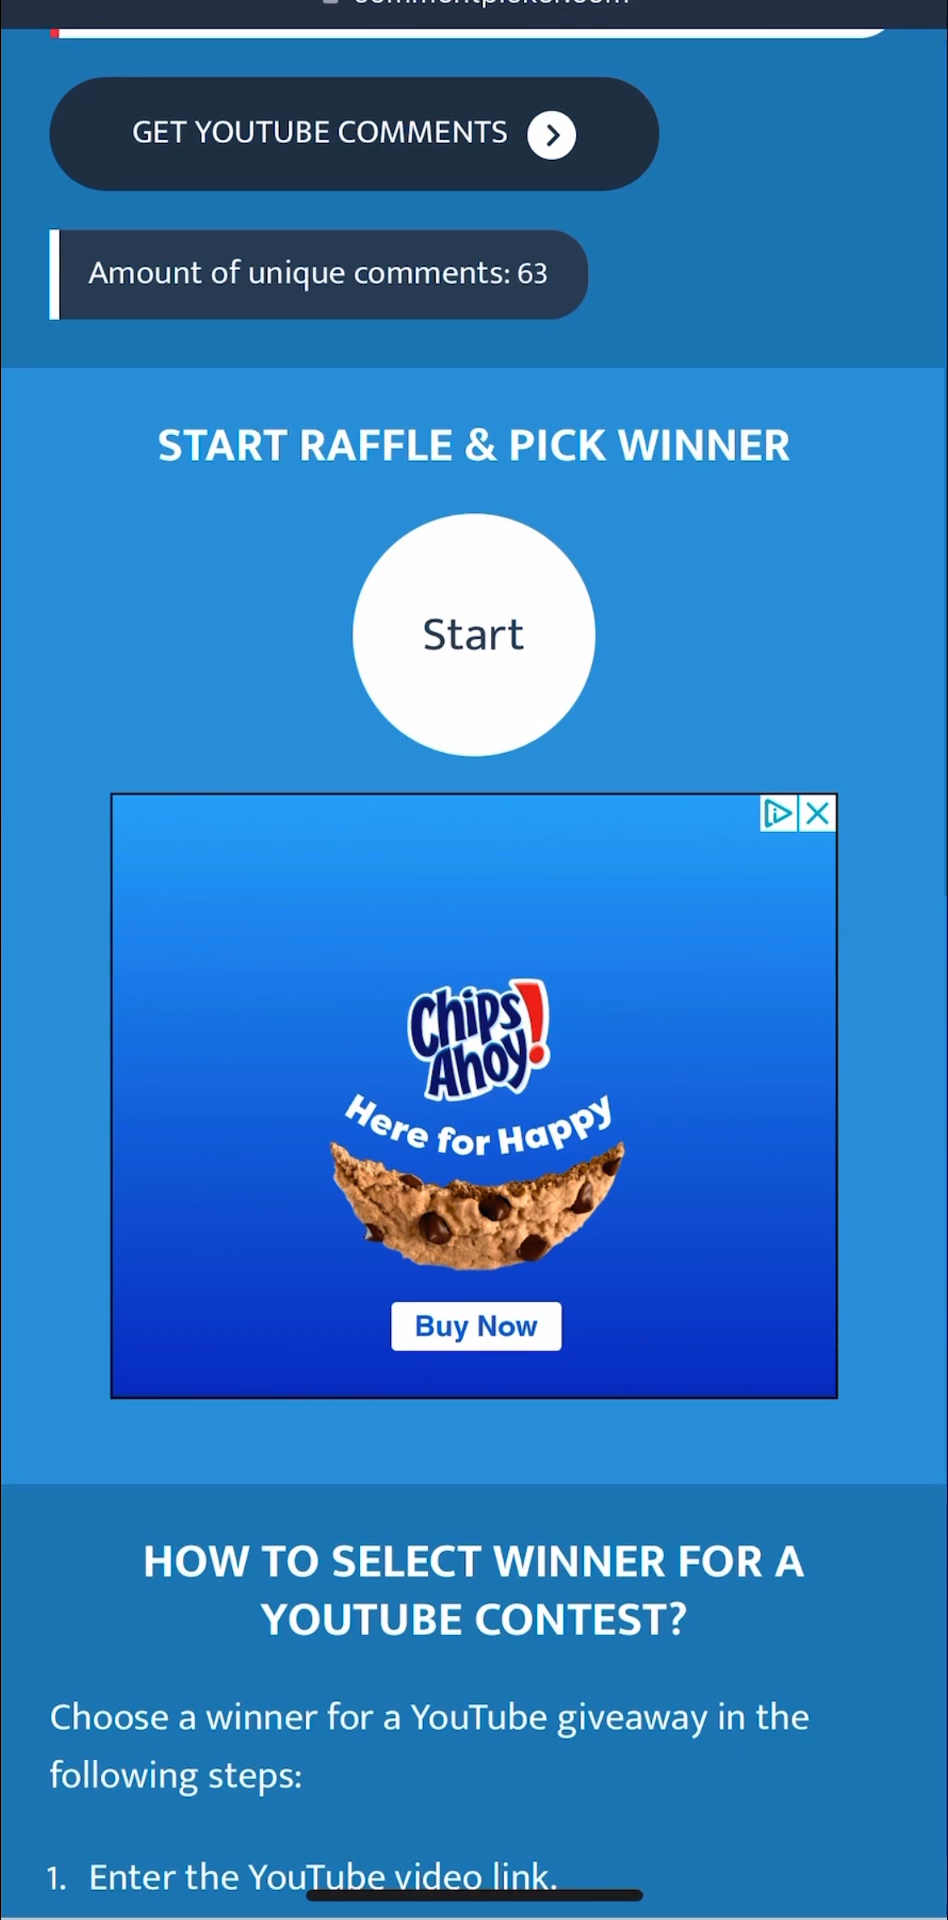 GET YOUTUBE COMMENTS
Amount of unique comments: 63
START RAFFLE & PICK WINNER
Start
Chips
Ahoy!
Here for Happy
Buy Now
HOW TO SELECT WINNER FOR A
YOUTUBE CONTEST?
Choose a winner for a YouTube giveaway in the
following steps:
1. Enter the YouTube video link.